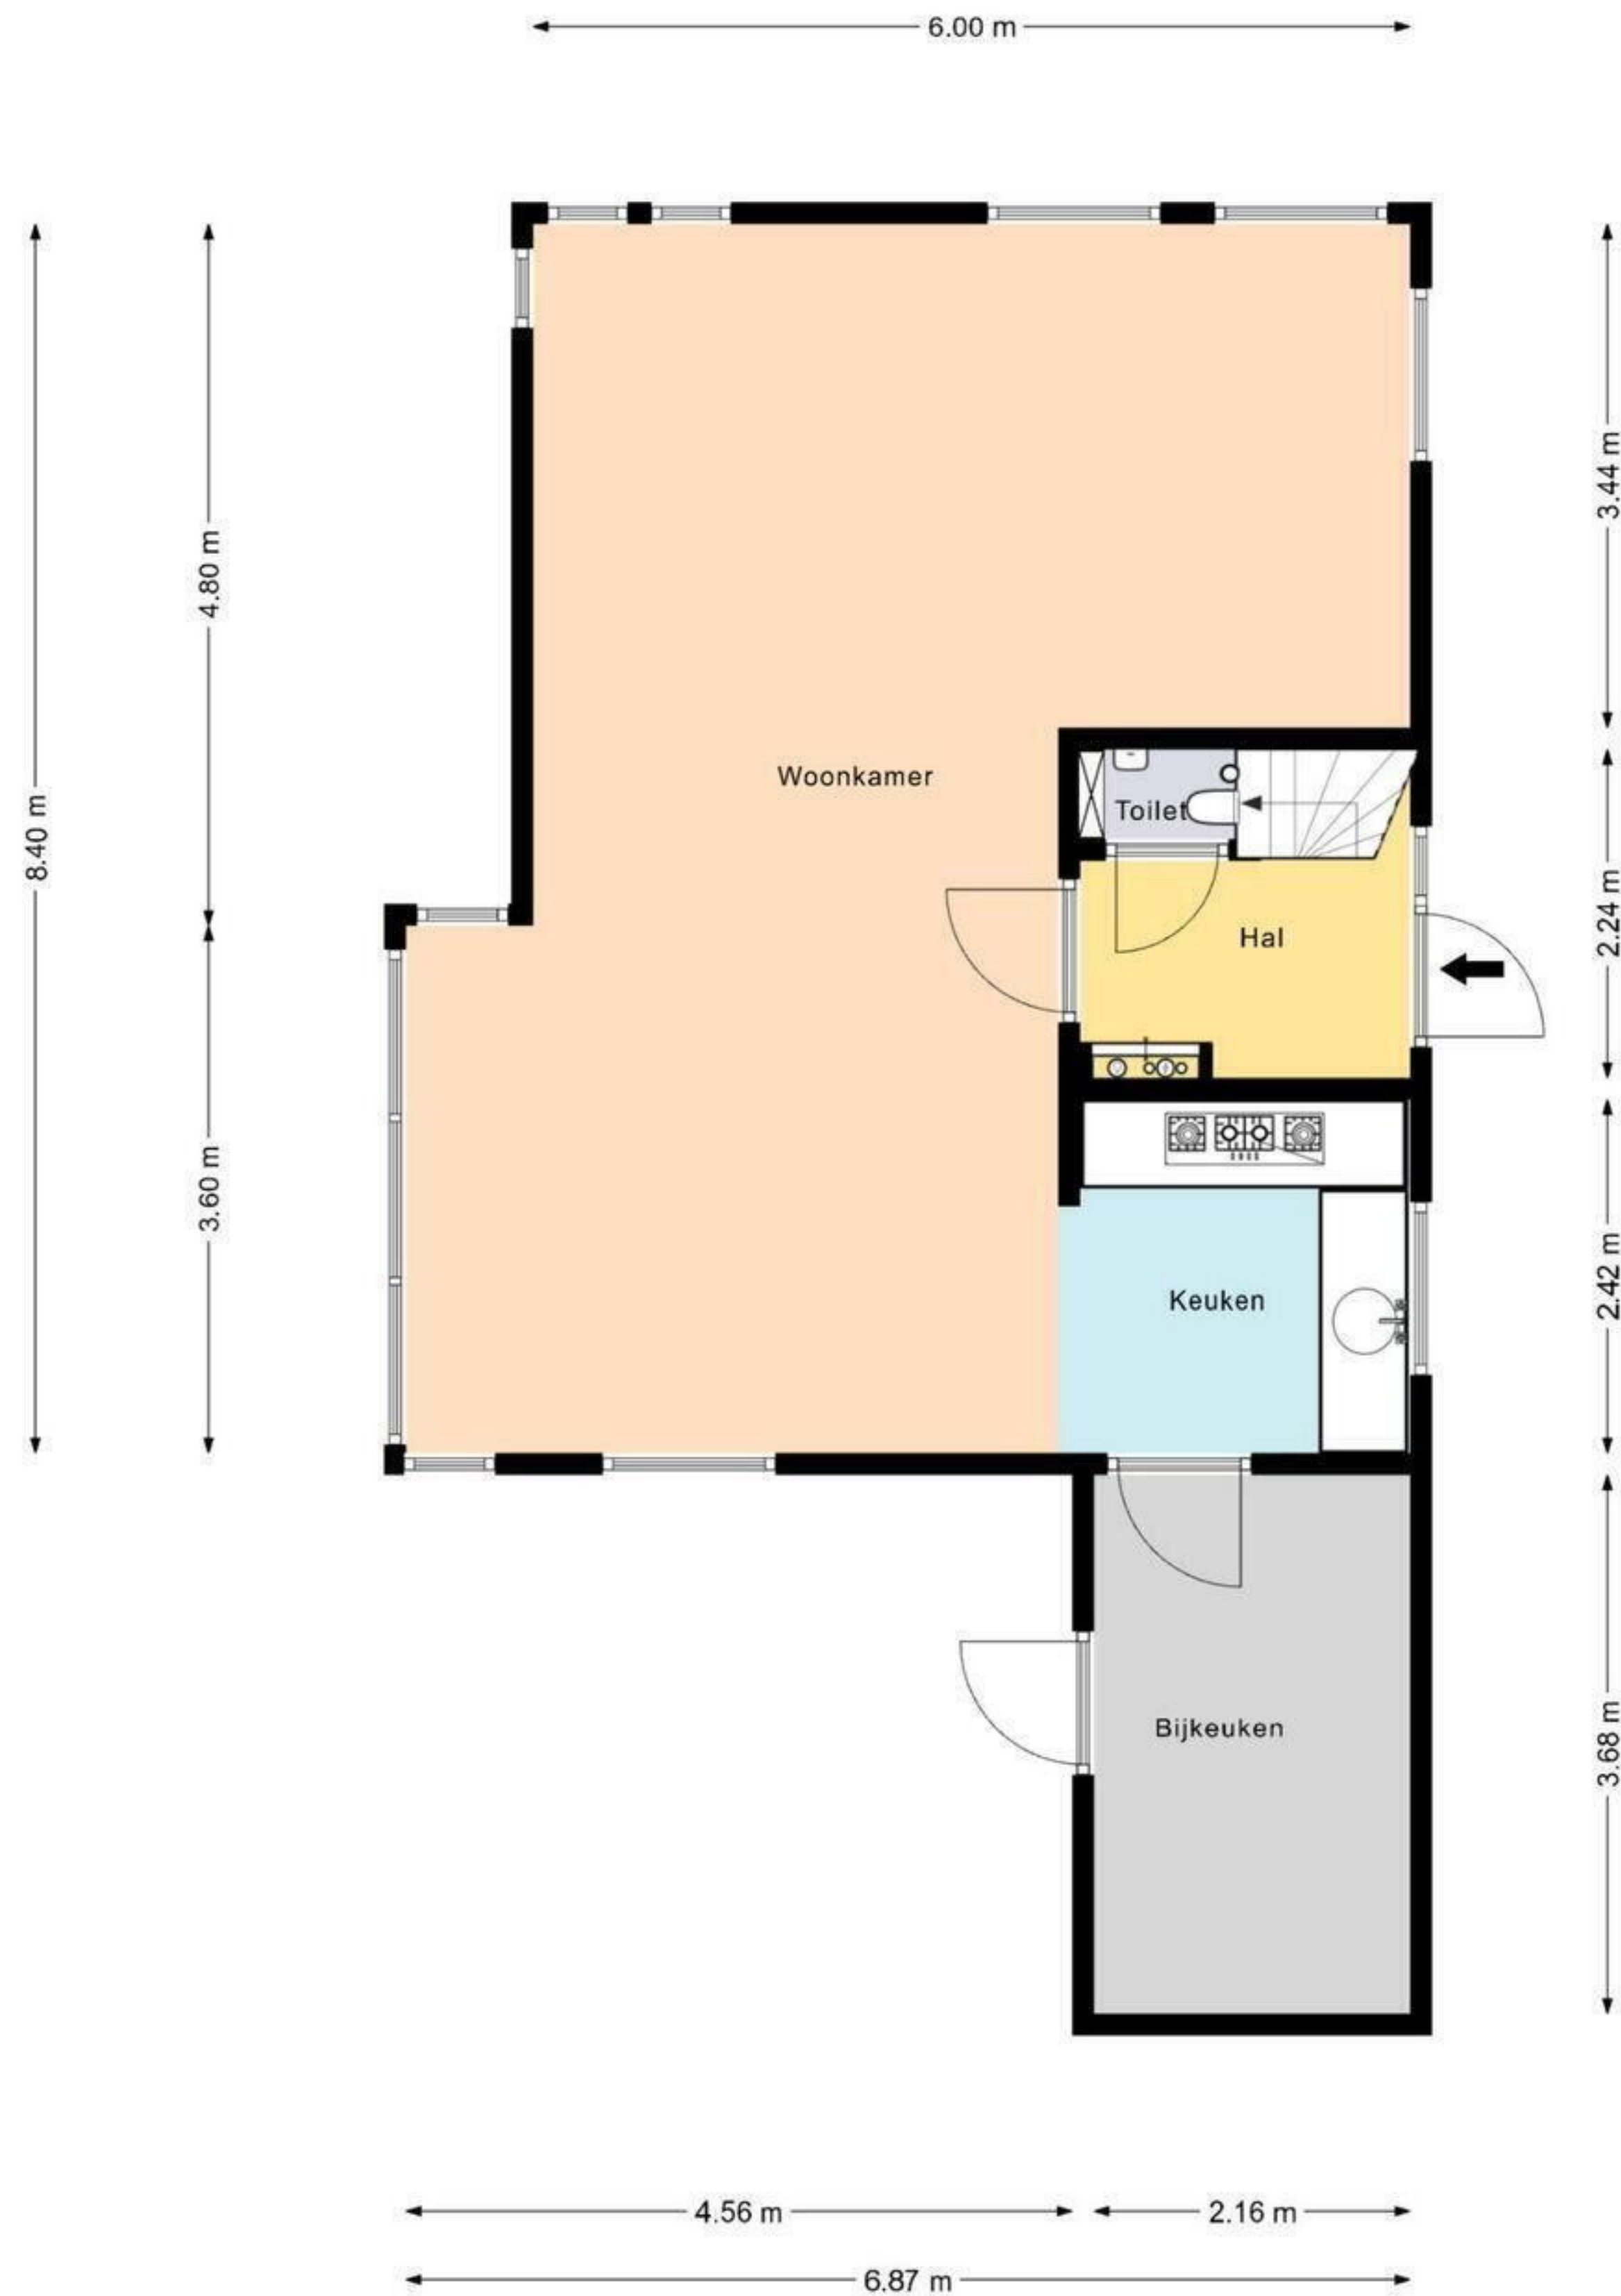 6.00 m
8.40 m
4.80 m
3.60 m
3.44 m
2.24 m
2.42 m
3.68 m
Woonkamer
Toilet
Hal
Keuken
Bijkeuken
4.56 m
2.16 m
6.87 m